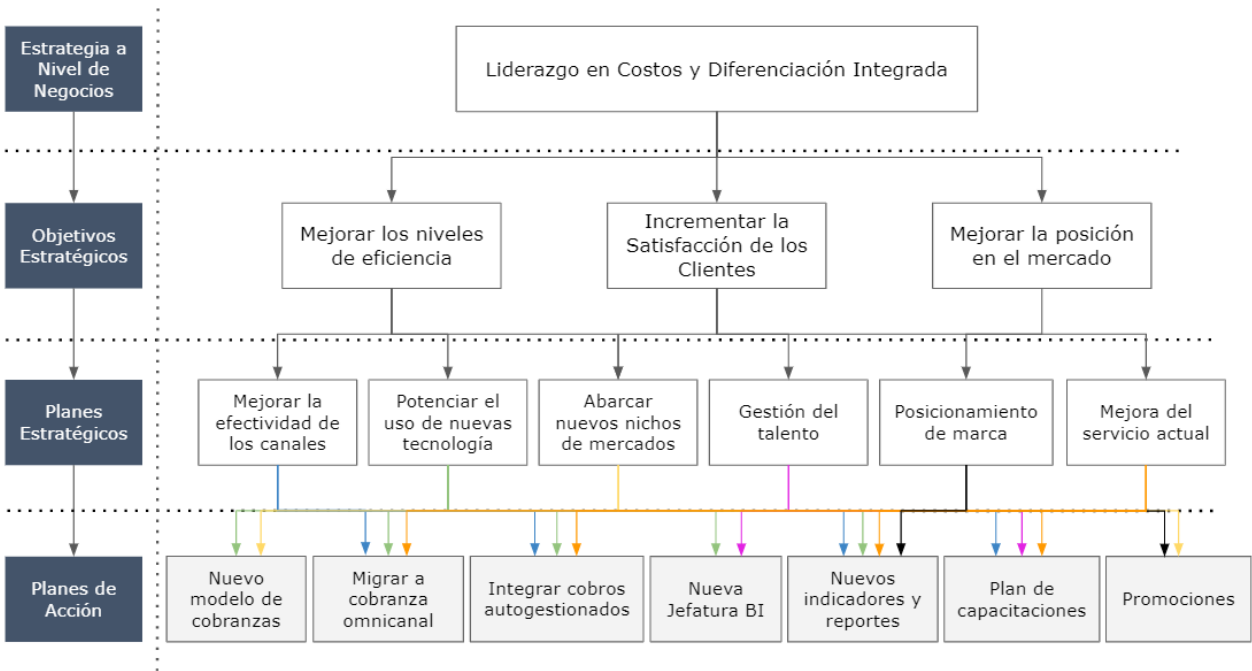 Estrategia a
Nivel de
Negocios
Liderazgo en Costos y Diferenciación Integrada
Objetivos
Estratégicos
Mejorar los niveles
de eficiencia
Incrementar la
Satisfacción de los
Clientes
Mejorar la posición
en el mercado
Planes
Estratégicos
Mejorar la
efectividad de
los canales
Potenciar el
uso de nuevas
tecnología
Abarcar
nuevos nichos
de mercados
Gestión del
talento
Posicionamiento
de marca
Mejora del
servicio actual
Planes de
Acción
Nuevo
modelo de
cobranzas
Migrar a
cobranza
omnicanal
Integrar cobros
autogestionados
Nueva
Jefatura BI
Nuevos
indicadores y
reportes
Plan de
capacitaciones
Promociones